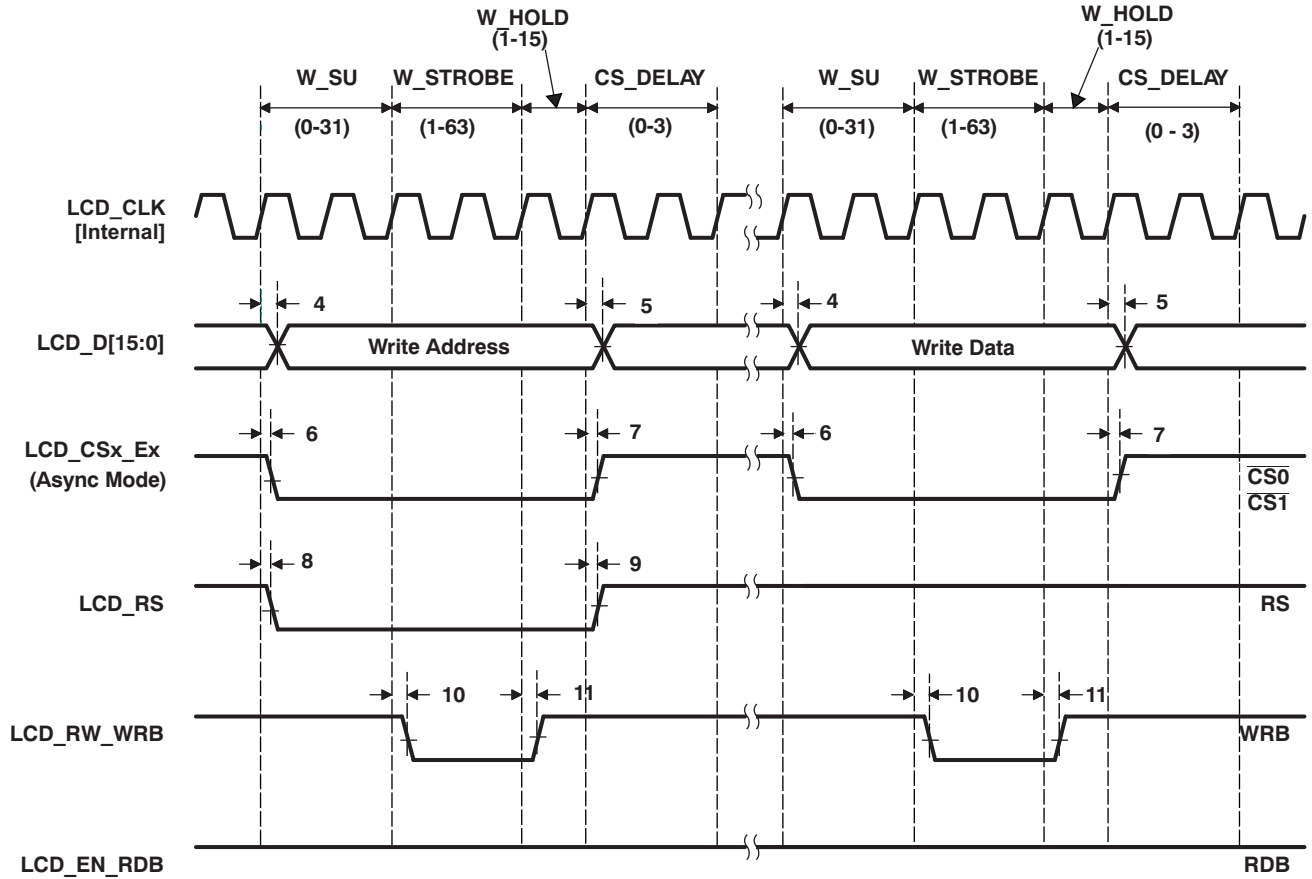 W_HOLD
(1-15)
W_HOLD
(1-15)
W_SU W_STROBE CS_DELAY W_SU W_STROBE CS_DELAY
(0-31) (1-63) (0-3) (0-31) (1-63) (0 - 3)
LCD_CLK
[Internal]
4 5 4 5
LCD_D[15:0] Write Address Write Data
6 7 6 7
LCD_CSx_Ex
(Async Mode)
CS0
CS1
8 9
LCD_RS RS
10 11 10 11
LCD_RW_WRB WRB
LCD_EN_RDB RDB